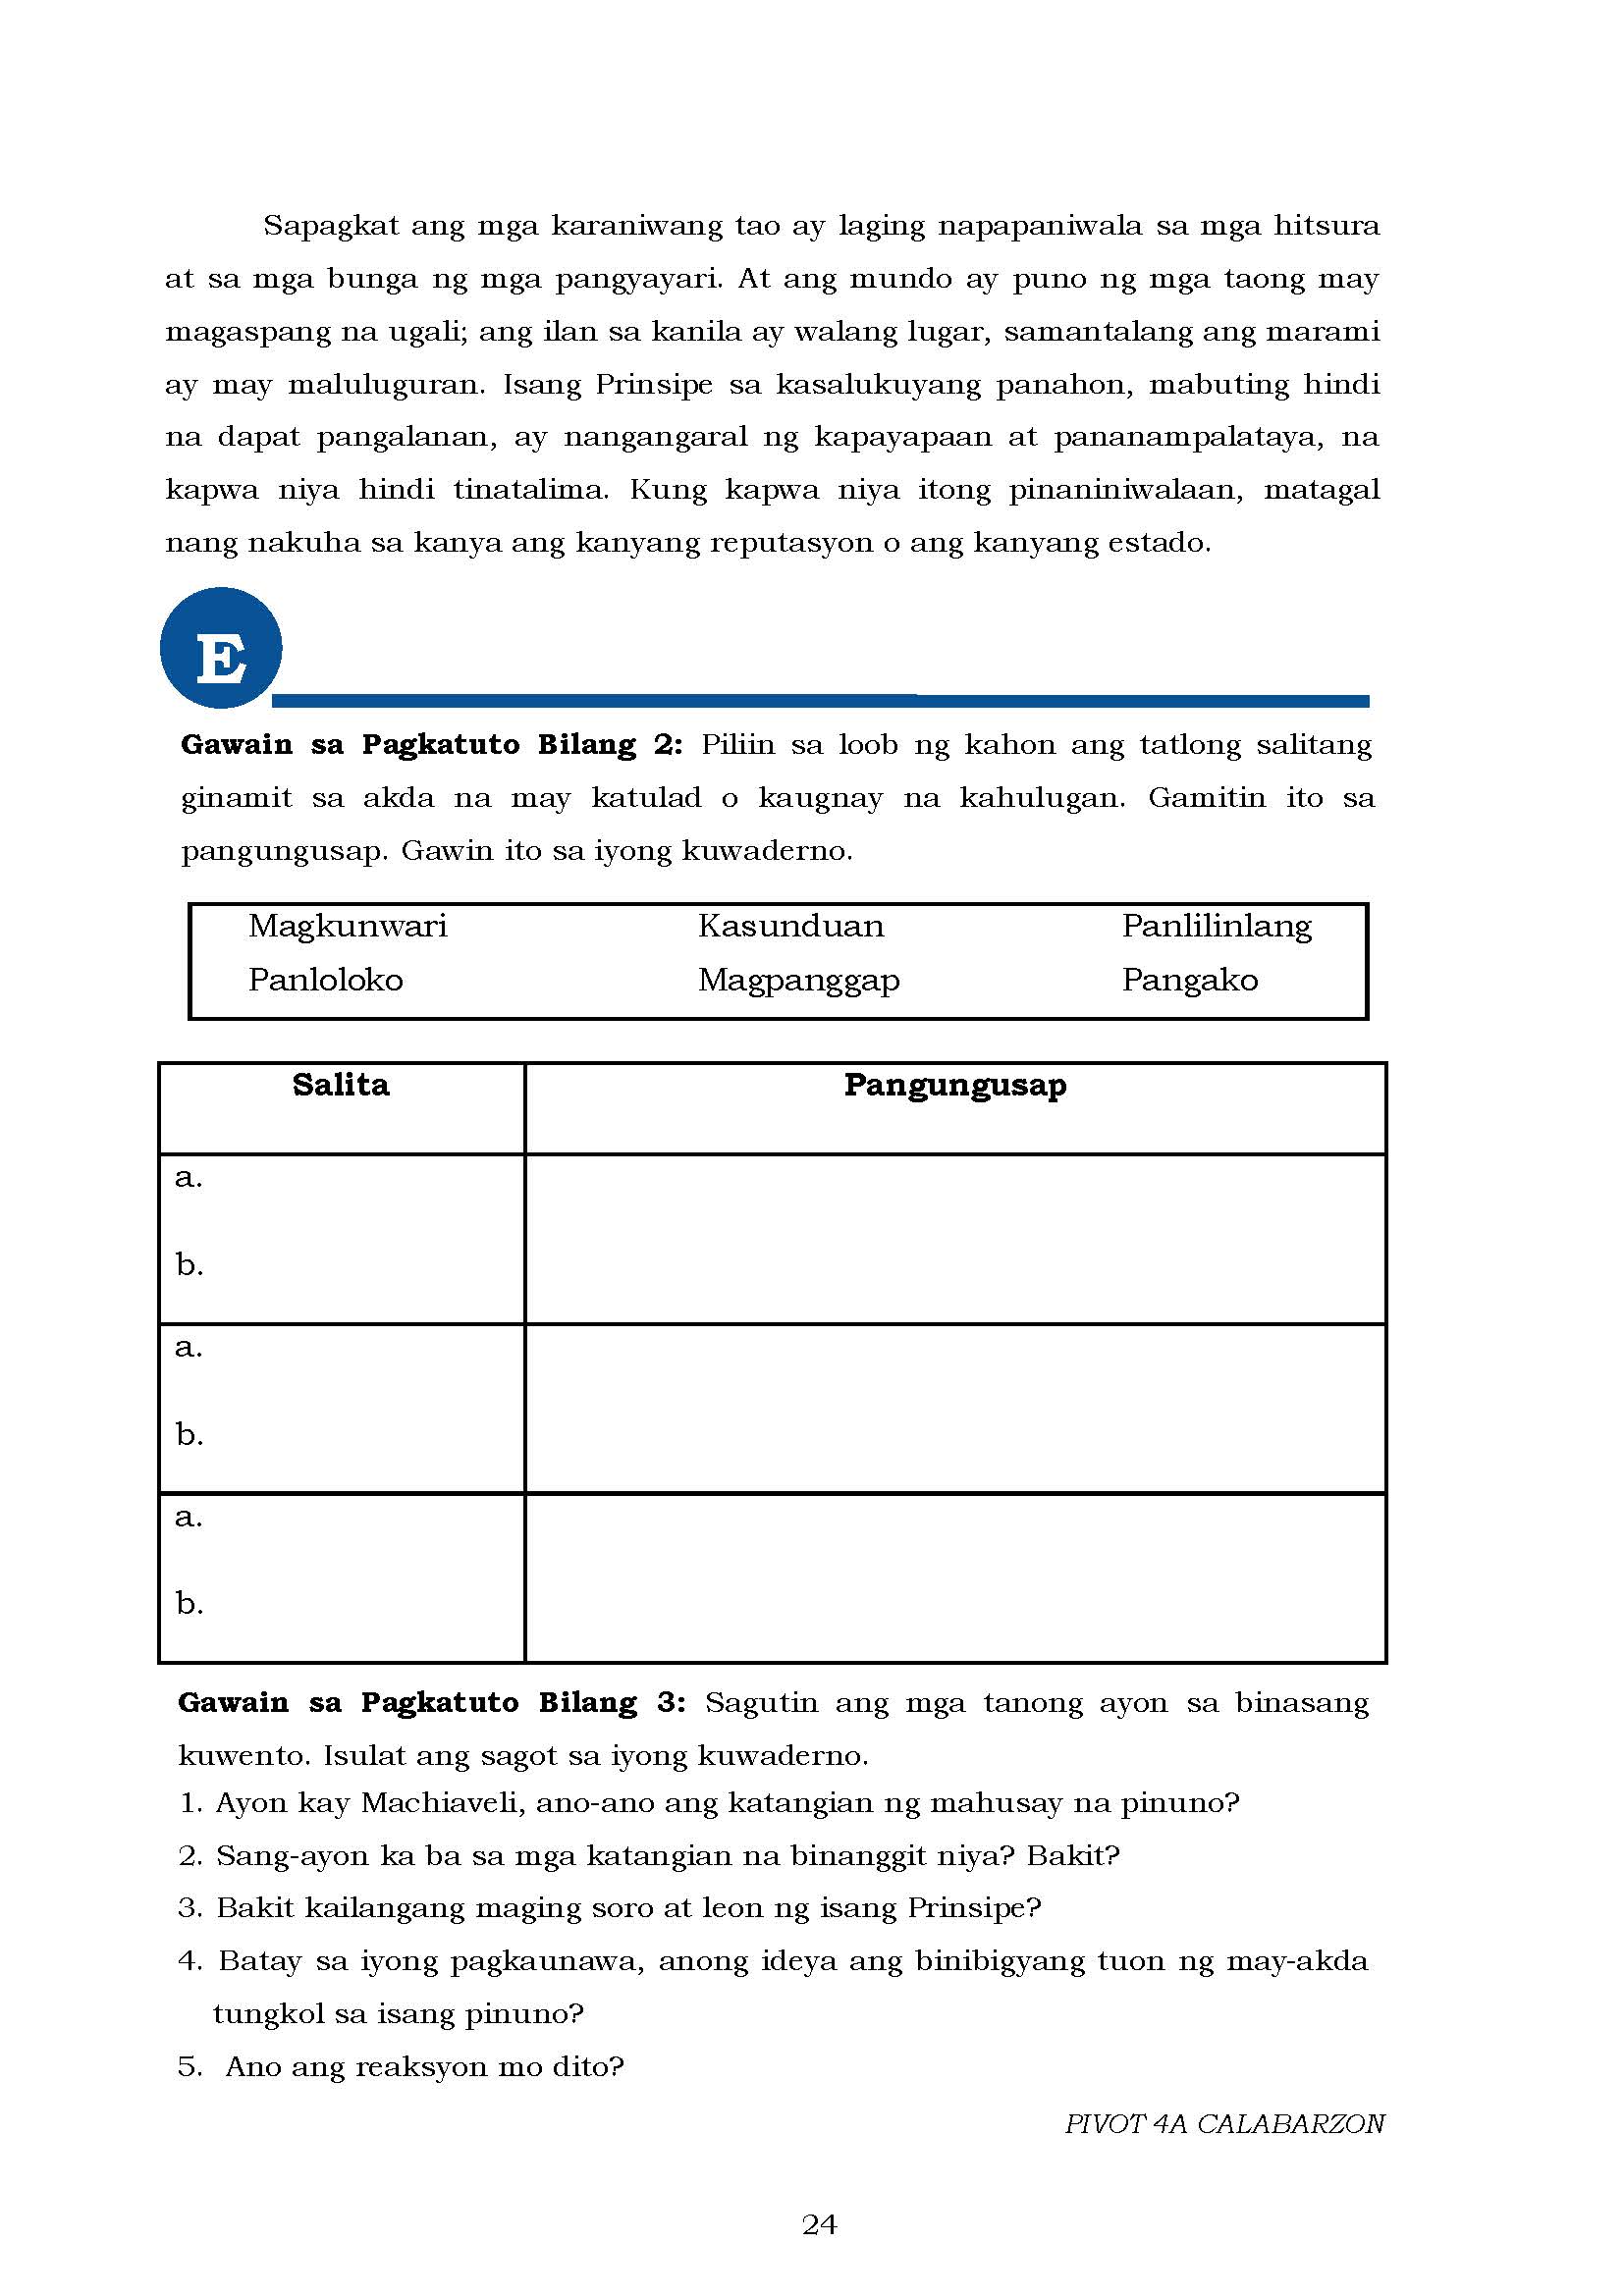 Sapagkat ang mga karaniwang tao ay laging napapaniwala sa mga hitsura
at sa mga bunga ng mga pangyayari. At ang mundo ay puno ng mga taong may
magaspang na ugali; ang ilan sa kanila ay walang lugar, samantalang ang marami
ay may maluluguran. Isang Prinsipe sa kasalukuyang panahon, mabuting hindi
na dapat pangalanan, ay nangangaral ng kapayapaan at pananampalataya, na
kapwa niya hindi tinatalima. Kung kapwa niya itong pinaniniwalaan, matagal
nang nakuha sa kanya ang kanyang reputasyon o ang kanyang estado.
E
Gawain sa Pagkatuto Bilang 2: Piliin sa loob ng kahon ang tatlong salitang
ginamit sa akda na may katulad o kaugnay na kahulugan. Gamitin ito sa
pangungusap. Gawin ito sa iyong kuwaderno.
Magkunwari Kasunduan Panlilinlang
Panloloko Magpanggap Pangako
Salita Pangungusap
a.
b.
a.
b.
a.
b.
Gawain sa Pagkatuto Bilang 3: Sagutin ang mga tanong ayon sa binasang
kuwento. Isulat ang sagot sa iyong kuwaderno.
1. Ayon kay Machiaveli, ano-ano ang katangian ng mahusay na pinuno?
2. Sang-ayon ka ba sa mga katangian na binanggit niya? Bakit?
3. Bakit kailangang maging soro at leon ng isang Prinsipe?
4. Batay sa iyong pagkaunawa, anong ideya ang binibigyang tuon ng may-akda
tungkol sa isang pinuno?
5. Ano ang reaksyon mo dito?
PIVOT 4A CALABARZON
24